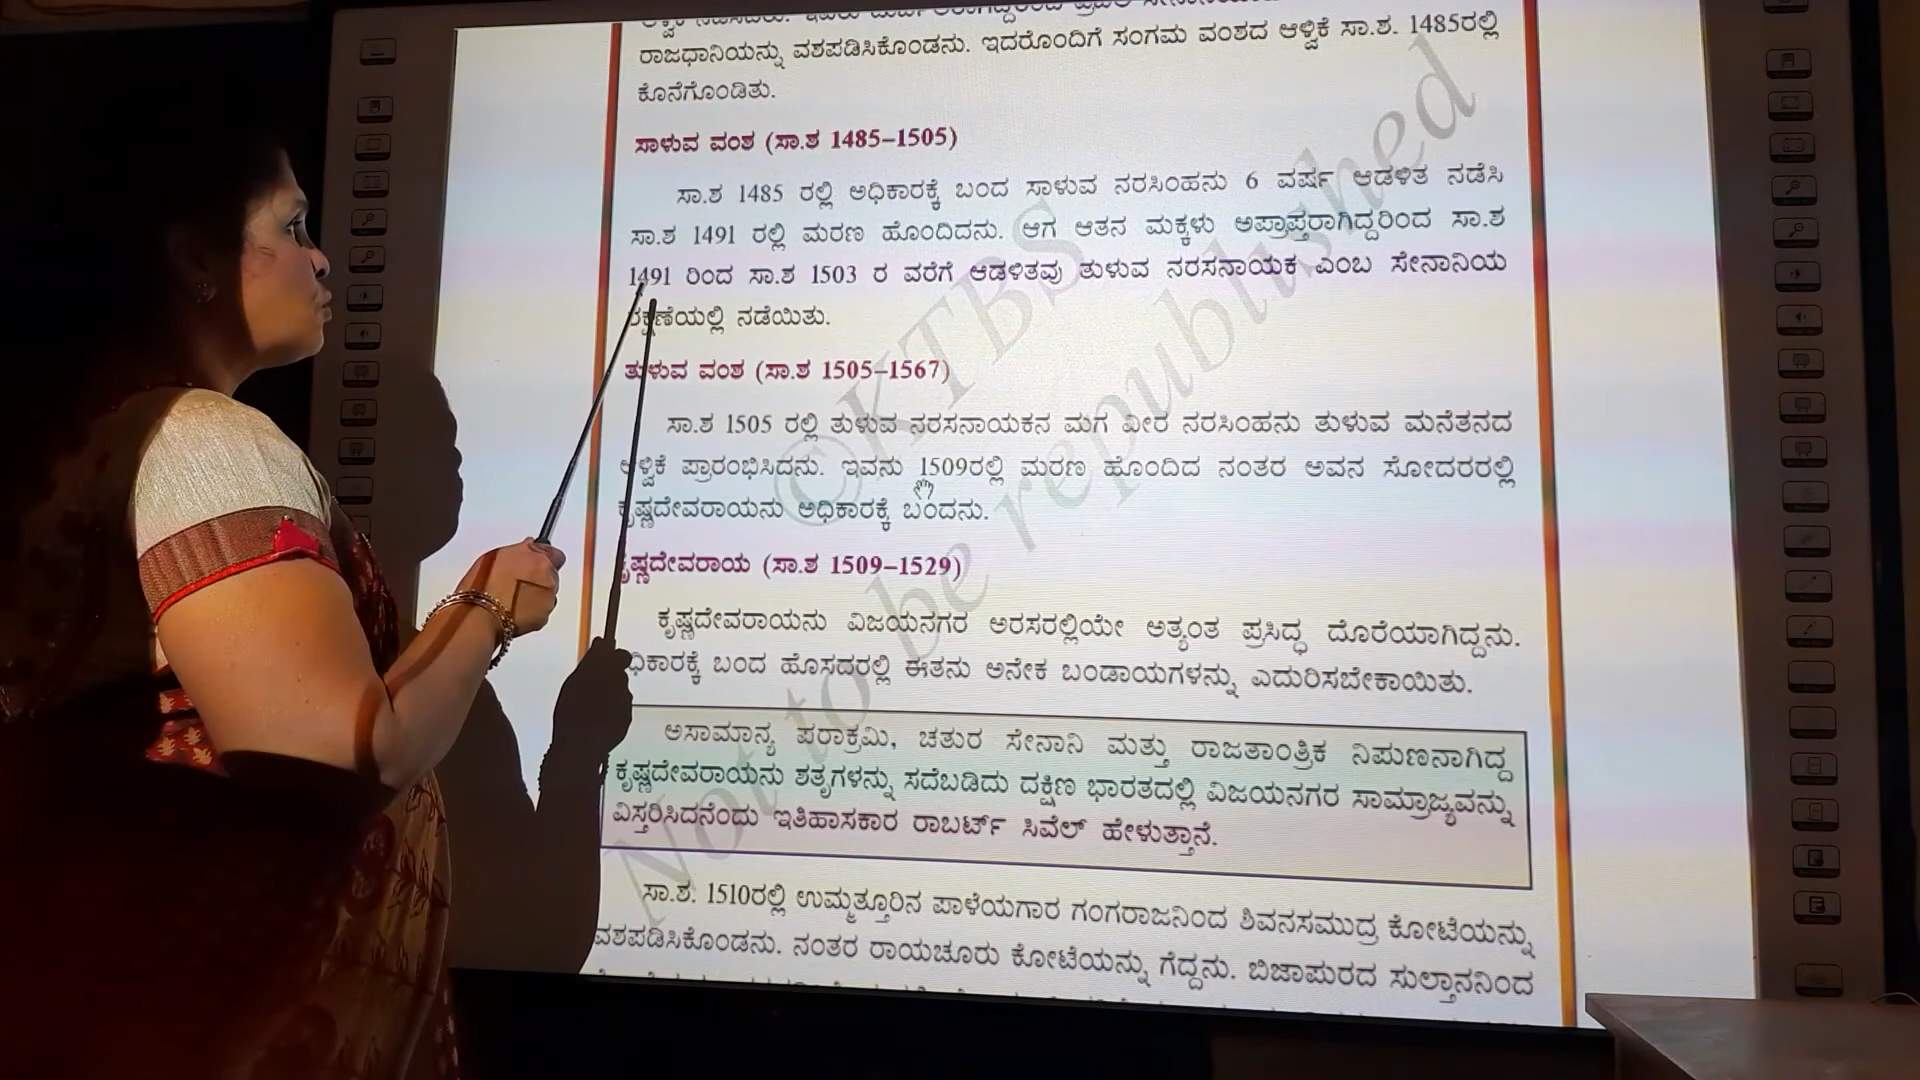 ರಾಜಧಾನಿಯನ್ನು ವಶಪಡಿಸಿಕೊಂಡನು. ಇದರೊಂದಿಗೆ ಸಂಗಮ ವಂಶದ ಆಳ್ವಿಕೆ ಸಾ.ಶ. 1485ರಲ್ಲಿ
ಕೊನೆಗೊಂಡಿತು.
ಸಾಳುವ ವಂಶ (ಸಾ.ಶ 1485–1505)
ಸಾ.ಶ 1485 ರಲ್ಲಿ ಅಧಿಕಾರಕ್ಕೆ ಬಂದ ಸಾಳುವ ನರಸಿಂಹನು 6 ವರ್ಷ ಆಡಳಿತ ನಡೆಸಿ
ಸಾ.ಶ 1491 ರಲ್ಲಿ ಮರಣ ಹೊಂದಿದನು. ಆಗ ಆತನ ಮಕ್ಕಳು ಅಪ್ರಾಪ್ತರಾಗಿದ್ದರಿಂದ ಸಾ.ಶ
1491 ರಿಂದ ಸಾ.ಶ 1503 ರ ವರೆಗೆ ಆಡಳಿತವು ತುಳುವ ನರಸನಾಯಕ ಎಂಬ ಸೇನಾನಿಯ
ರಕ್ಷಣೆಯಲ್ಲಿ ನಡೆಯಿತು.
ತುಳುವ ವಂಶ (ಸಾ.ಶ 1505–1567)
ಸಾ.ಶ 1505 ರಲ್ಲಿ ತುಳುವ ನರಸನಾಯಕನ ಮಗ ವೀರ ನರಸಿಂಹನು ತುಳುವ ಮನೆತನದ
ಆಳ್ವಿಕೆ ಪ್ರಾರಂಭಿಸಿದನು. ಇವನು 1509ರಲ್ಲಿ ಮರಣ ಹೊಂದಿದ ನಂತರ ಅವನ ಸೋದರರಲ್ಲಿ
ಕೃಷ್ಣದೇವರಾಯನು ಅಧಿಕಾರಕ್ಕೆ ಬಂದನು.
ಕೃಷ್ಣದೇವರಾಯ (ಸಾ.ಶ 1509–1529)
ಕೃಷ್ಣದೇವರಾಯನು ವಿಜಯನಗರ ಅರಸರಲ್ಲಿಯೇ ಅತ್ಯಂತ ಪ್ರಸಿದ್ಧ ದೊರೆಯಾಗಿದ್ದನು.
ಧಿಕಾರಕ್ಕೆ ಬಂದ ಹೊಸದರಲ್ಲಿ ಈತನು ಅನೇಕ ಬಂಡಾಯಗಳನ್ನು ಎದುರಿಸಬೇಕಾಯಿತು.
ಅಸಾಮಾನ್ಯ ಪರಾಕ್ರಮಿ, ಚತುರ ಸೇನಾನಿ ಮತ್ತು ರಾಜತಾಂತ್ರಿಕ ನಿಪುಣನಾಗಿದ್ದ
ಕೃಷ್ಣದೇವರಾಯನು ಶತೃಗಳನ್ನು ಸದೆಬಡಿದು ದಕ್ಷಿಣ ಭಾರತದಲ್ಲಿ ವಿಜಯನಗರ ಸಾಮ್ರಾಜ್ಯವನ್ನು
ವಿಸ್ತರಿಸಿದನೆಂದು ಇತಿಹಾಸಕಾರ ರಾಬರ್ಟ್ ಸಿವೆಲ್ ಹೇಳುತ್ತಾನೆ.
ಸಾ.ಶ. 1510ರಲ್ಲಿ ಉಮ್ಮತ್ತೂರಿನ ಪಾಳೆಯಗಾರ ಗಂಗರಾಜನಿಂದ ಶಿವನಸಮುದ್ರ ಕೋಟೆಯನ್ನು
ವಶಪಡಿಸಿಕೊಂಡನು. ನಂತರ ರಾಯಚೂರು ಕೋಟೆಯನ್ನು ಗೆದ್ದನು. ಬಿಜಾಪುರದ ಸುಲ್ತಾನನಿಂದ
©KTBS
Not to be republished